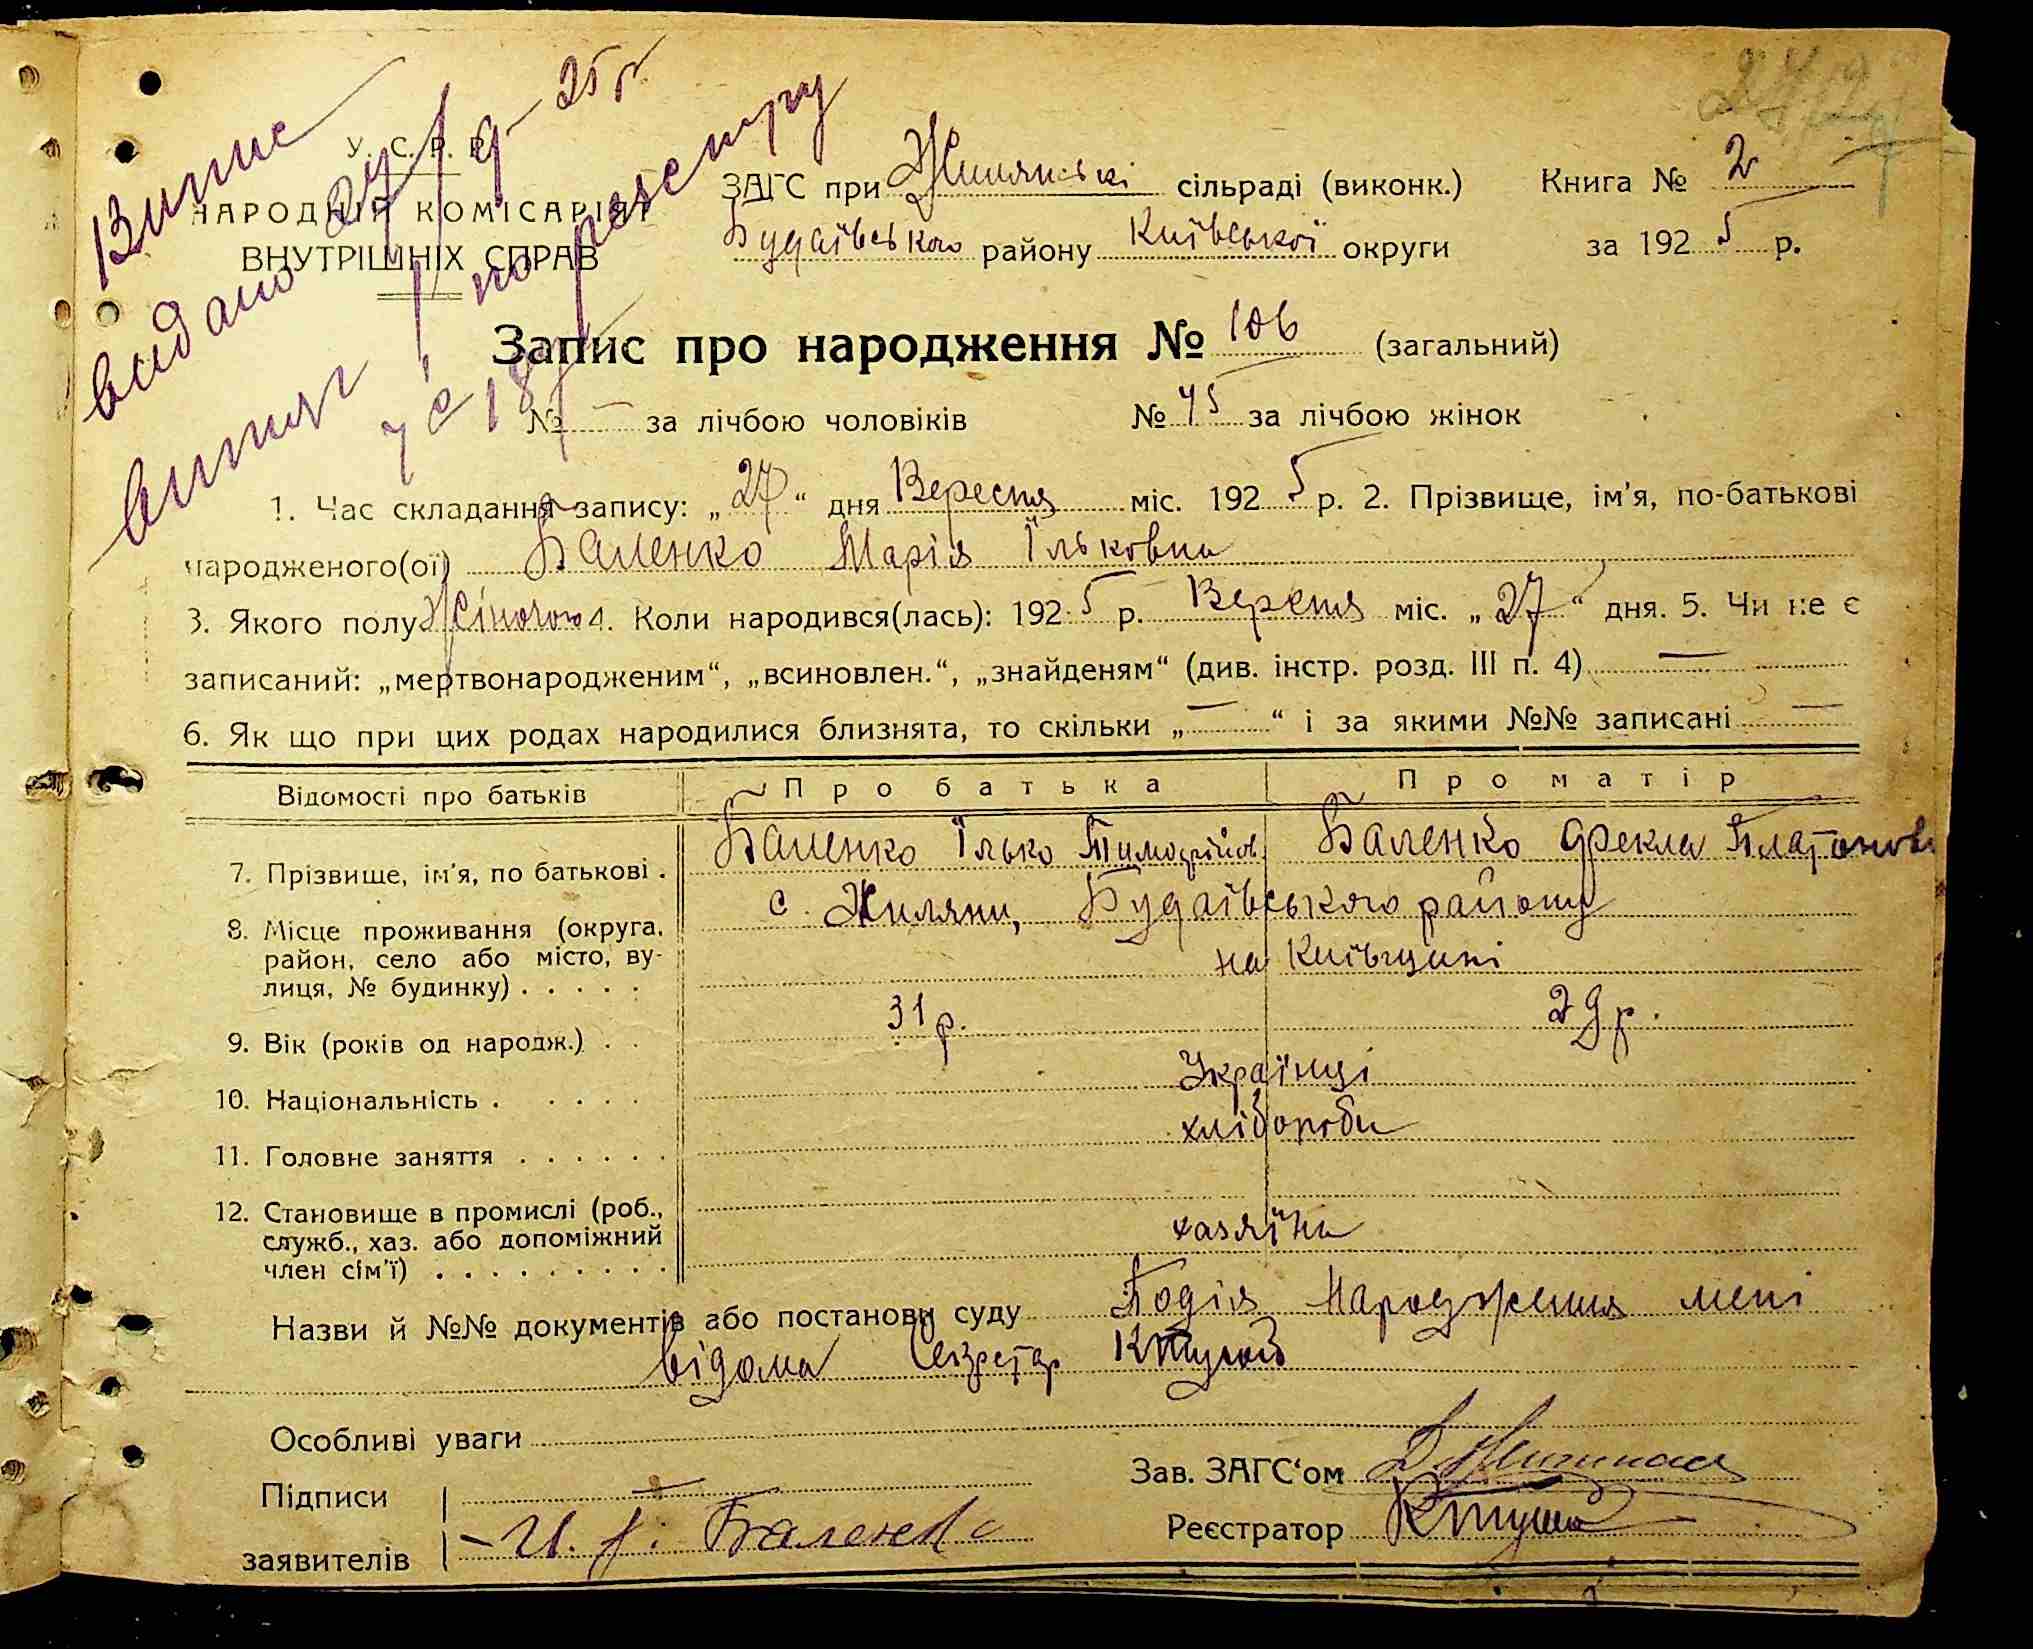 Випис
видано 27/9-25 р
витяг по реєстру
У. С. Р. Р.
НАРОДНІЙ КОМІСАРІЯТ
ВНУТРІШНІХ СПРАВ
ЗАГС при Жилянські сільраді (виконк.) Книга № 2
Будаївського району Київської округи за 1925 р.
Запис про народження № 106 (загальний)
№ — за лічбою чоловіків № 45 за лічбою жінок
1. Час складання запису: „27“ дня Вересня міс. 1925 р. 2. Прізвище, ім'я, по-батькові
народженого(ої) Баленко Марія Їльковна
3. Якого полу Жіночого 4. Коли народився(лась): 1925 р. Вересня міс. „27“ дня. 5. Чи не є
записаний: „мертвонародженим“, „всиновлен.“, „знайденям“ (див. інстр. розд. III п. 4) —
6. Як що при цих родах народилися близнята, то скільки „—“ і за якими №№ записані —
Відомості про батьків Про батька Про матір
7. Прізвище, ім'я, по батькові . Баленко Їлько Тимофійов. Баленко Фекла Платонов
8. Місце проживання (округа, район, село або місто, вулиця, № будинку) . . . . . с. Жиляни, Будаївського району
на Київщині
9. Вік (років од народж.) . . 31 р. 29 р.
10. Національність . . . . . . Українці
11. Головне заняття . . . . . . хлібороби
12. Становище в промислі (роб., служб., хаз. або допоміжний член сім'ї) . . . . . . . . . хазяїни
Назви й №№ документів або постанови суду Подія Народження мені
відома Секретар
Особливі уваги
Підписи
заявителів И. Т. Баленко
Зав. ЗАГС'ом
Реєстратор